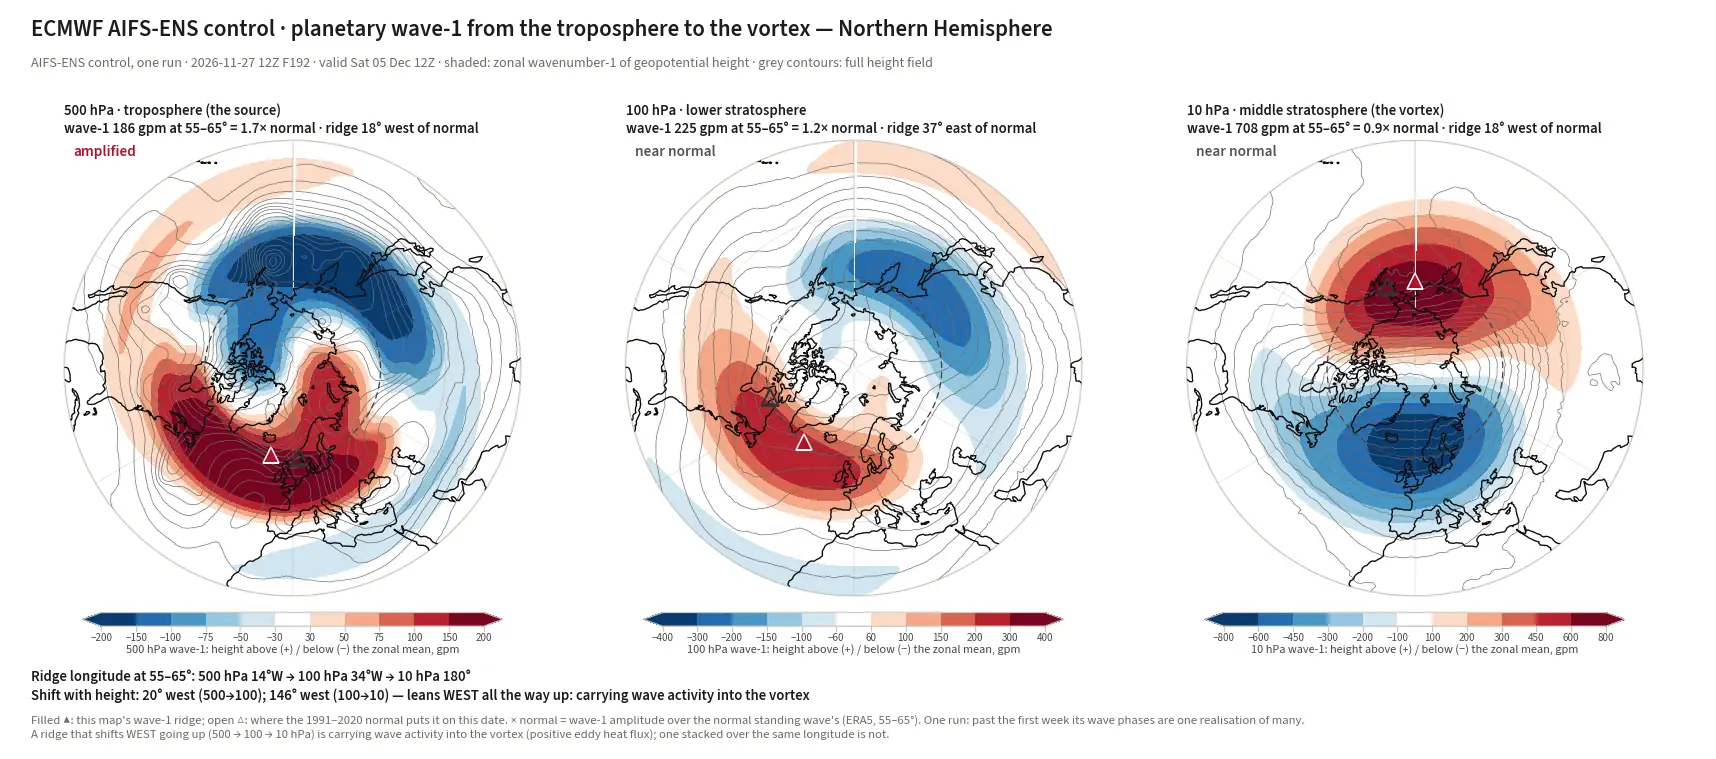 ECMWF AIFS-ENS control · planetary wave-1 from the troposphere to the vortex — Northern Hemisphere
AIFS-ENS control, one run · 2026-11-27 12Z F192 · valid Sat 05 Dec 12Z · shaded: zonal wavenumber-1 of geopotential height · grey contours: full height field
500 hPa · troposphere (the source)
wave-1 186 gpm at 55–65° = 1.7× normal · ridge 18° west of normal
amplified
100 hPa · lower stratosphere
wave-1 225 gpm at 55–65° = 1.2× normal · ridge 37° east of normal
near normal
10 hPa · middle stratosphere (the vortex)
wave-1 708 gpm at 55–65° = 0.9× normal · ridge 18° west of normal
near normal
−200 −150 −100 −75 −50 −30 30 50 75 100 150 200
500 hPa wave-1: height above (+) / below (−) the zonal mean, gpm
−400 −300 −200 −150 −100 −60 60 100 150 200 300 400
100 hPa wave-1: height above (+) / below (−) the zonal mean, gpm
−800 −600 −450 −300 −200 −100 100 200 300 450 600 800
10 hPa wave-1: height above (+) / below (−) the zonal mean, gpm
Ridge longitude at 55–65°: 500 hPa 14°W → 100 hPa 34°W → 10 hPa 180°
Shift with height: 20° west (500→100); 146° west (100→10) — leans WEST all the way up: carrying wave activity into the vortex
Filled ▲: this map's wave-1 ridge; open △: where the 1991–2020 normal puts it on this date. × normal = wave-1 amplitude over the normal standing wave's (ERA5, 55–65°). One run: past the first week its wave phases are one realisation of many.
A ridge that shifts WEST going up (500 → 100 → 10 hPa) is carrying wave activity into the vortex (positive eddy heat flux); one stacked over the same longitude is not.